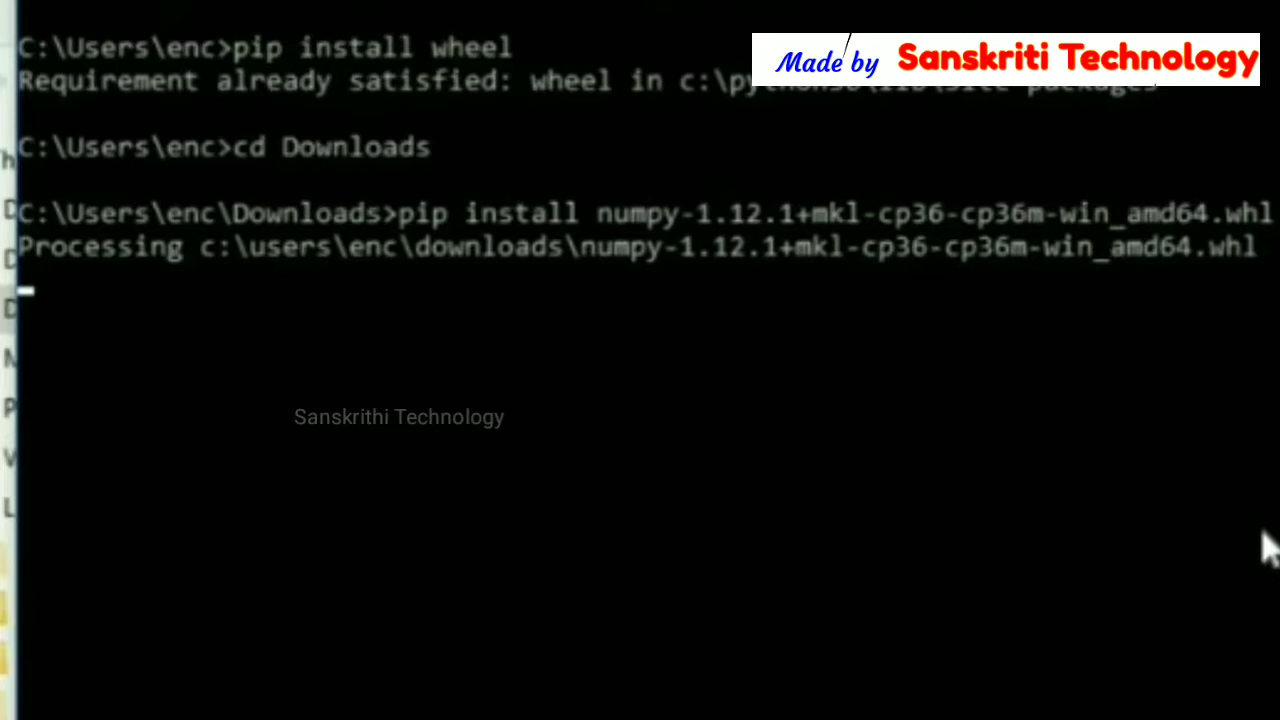 C:\Users\enc>pip install wheel
Made by Sanskriti Technology
Requirement already satisfied: wheel in
C:\Users\enc>cd Downloads
C:\Users\enc\Downloads>pip install numpy-1.12.1+mkl-cp36-cp36m-win_amd64.whl
Processing c:\users\enc\downloads\numpy-1.12.1+mkl-cp36-cp36m-win_amd64.whl
Sanskrithi Technology